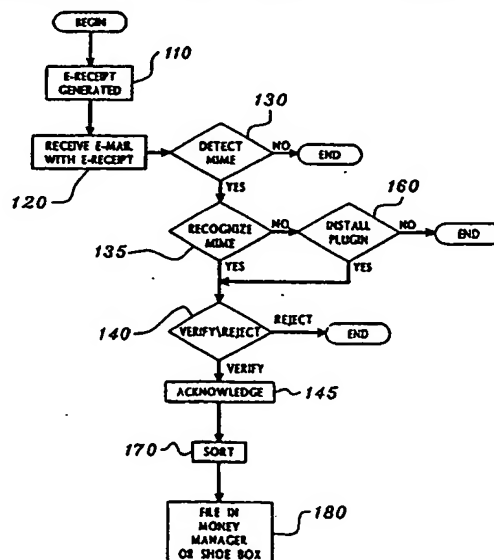 BEGIN
110
E-RECEIPT
GENERATED
130
RECEIVE E-MAIL
WITH E-RECEIPT
DETECT
MIME
NO
END
120
YES
160
RECOGNIZE
MIME
NO
INSTALL
PLUGIN
NO
END
135
YES
YES
140
VERIFY\REJECT
REJECT
END
VERIFY
ACKNOWLEDGE
145
170
SORT
FILE IN
MONEY
MANAGER
OR SHOE BOX
180